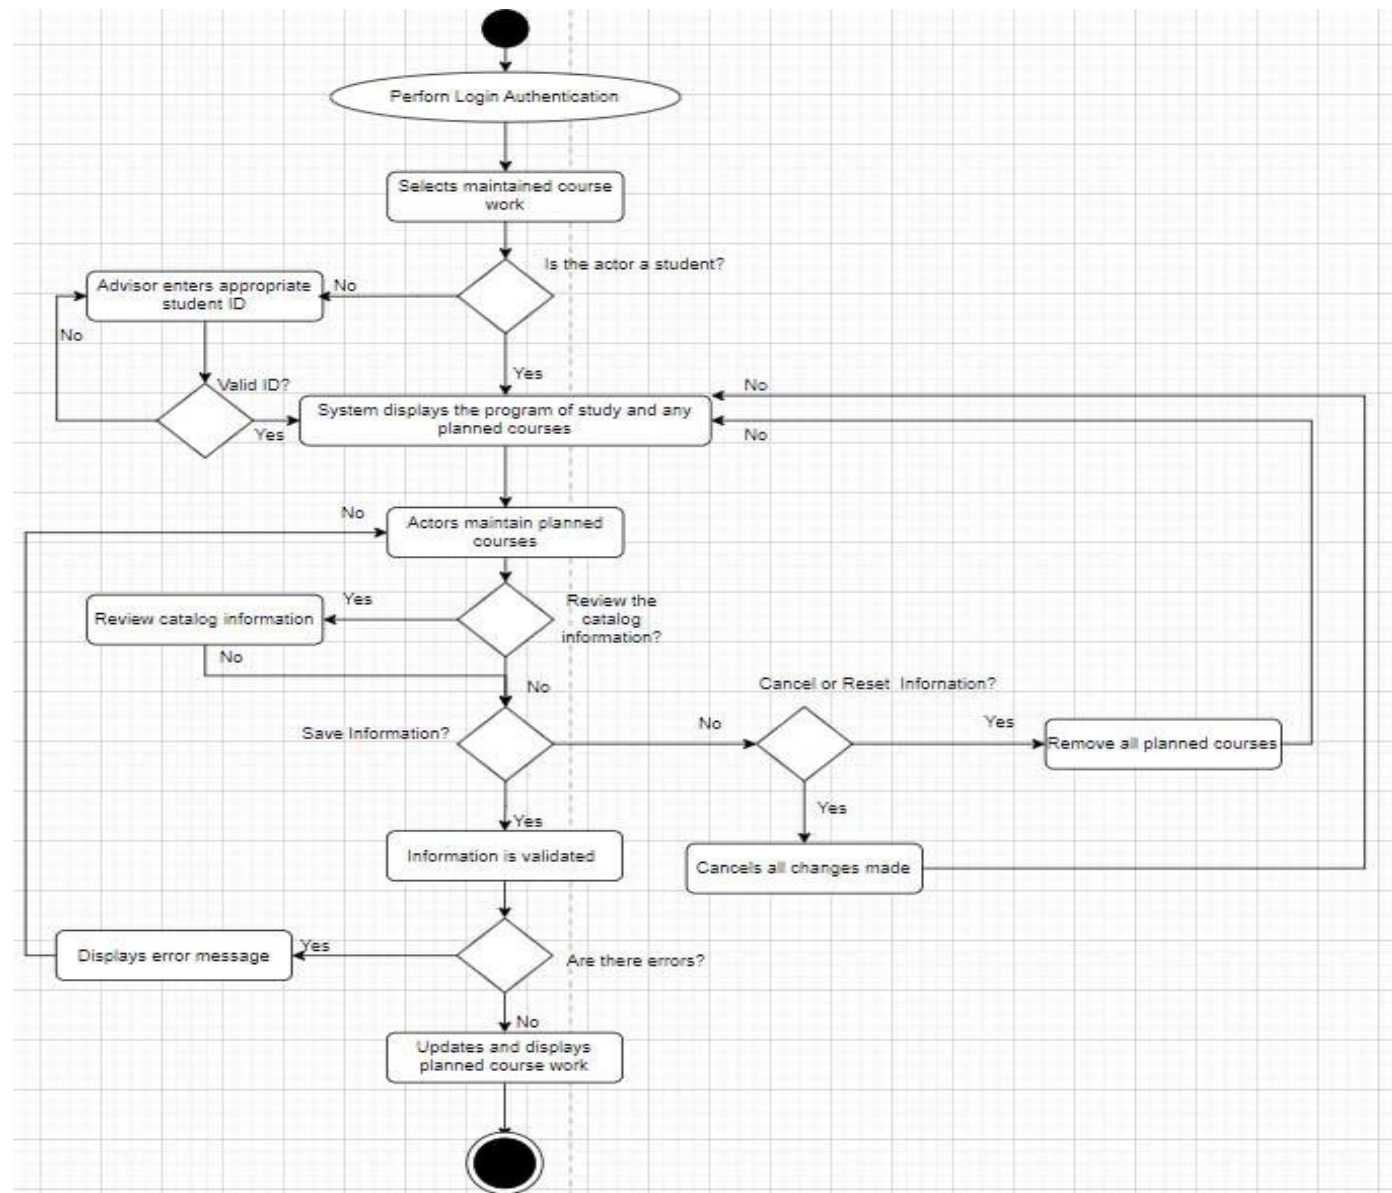 Perforn Login Authentication
Selects maintained course
work
Is the actor a student?
No
Advisor enters appropriate
student ID
No
Yes
Valid ID?
Yes
System displays the program of study and any
planned courses
No
No
No
Actors maintain planned
courses
Yes
Review the
catalog
information?
Review catalog information
No
No
Cancel or Reset Infornation?
Save Information?
No
Yes
Remove all planned courses
Yes
Yes
Information is validated
Cancels all changes made
Yes
Displays error message
Are there errors?
No
Updates and displays
planned course work